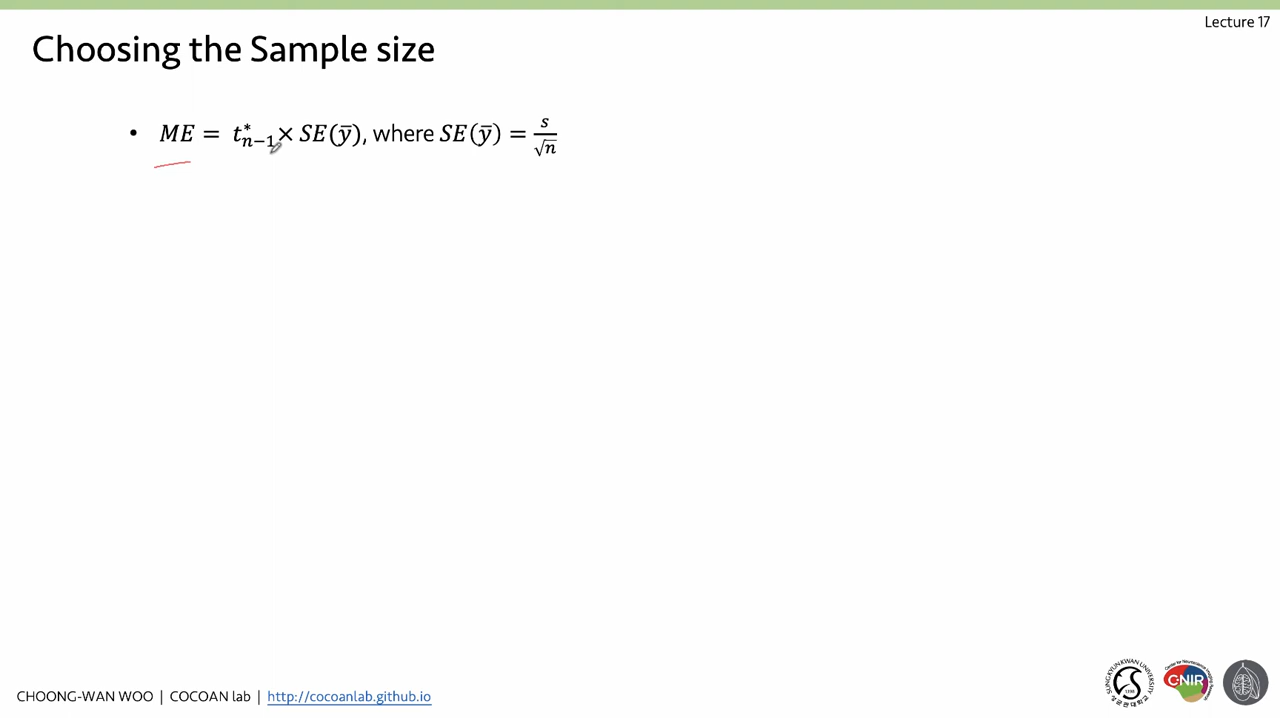 Lecture 17
Choosing the Sample size
• ME = t*ₙ₋₁ × SE(ȳ), where SE(ȳ) = s/√n
CHOONG-WAN WOO | COCOAN lab | http://cocoanlab.github.io
CNIR